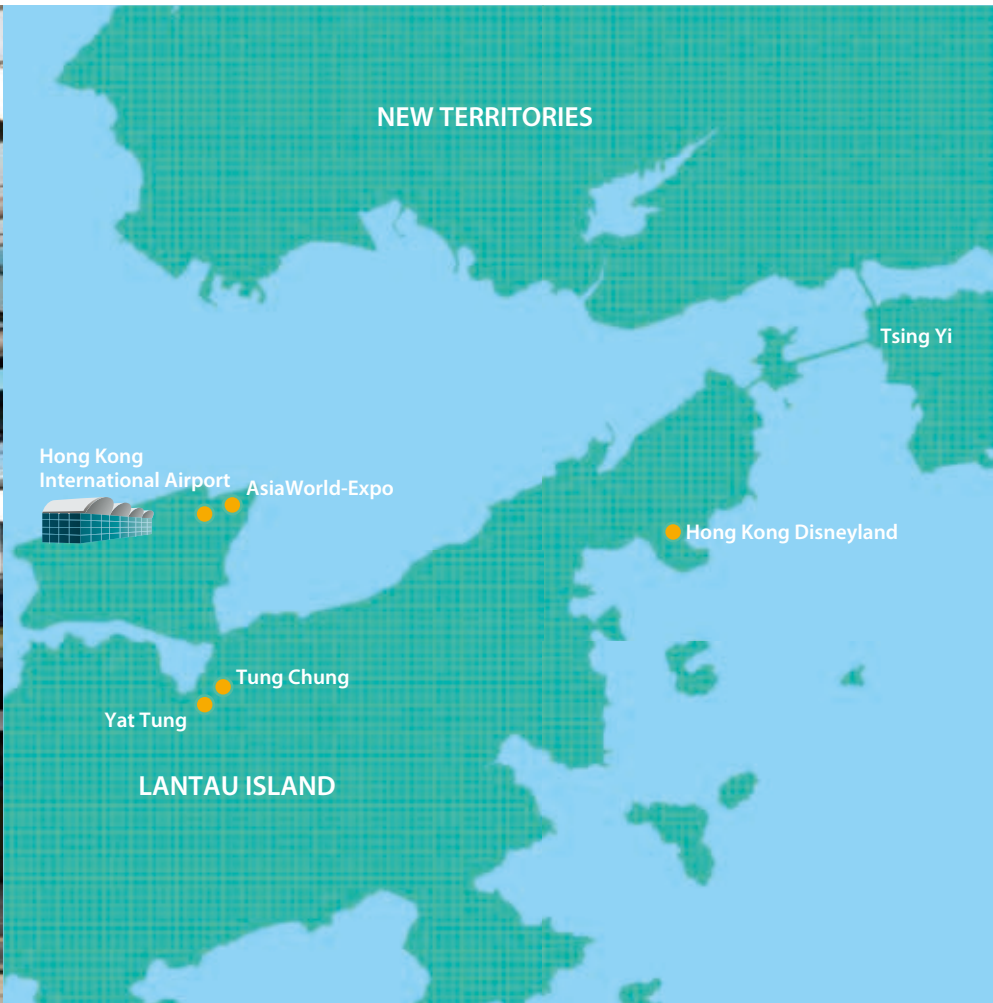 NEW TERRITORIES
Tsing Yi
Hong Kong
International Airport
AsiaWorld-Expo
Hong Kong Disneyland
Tung Chung
Yat Tung
LANTAU ISLAND